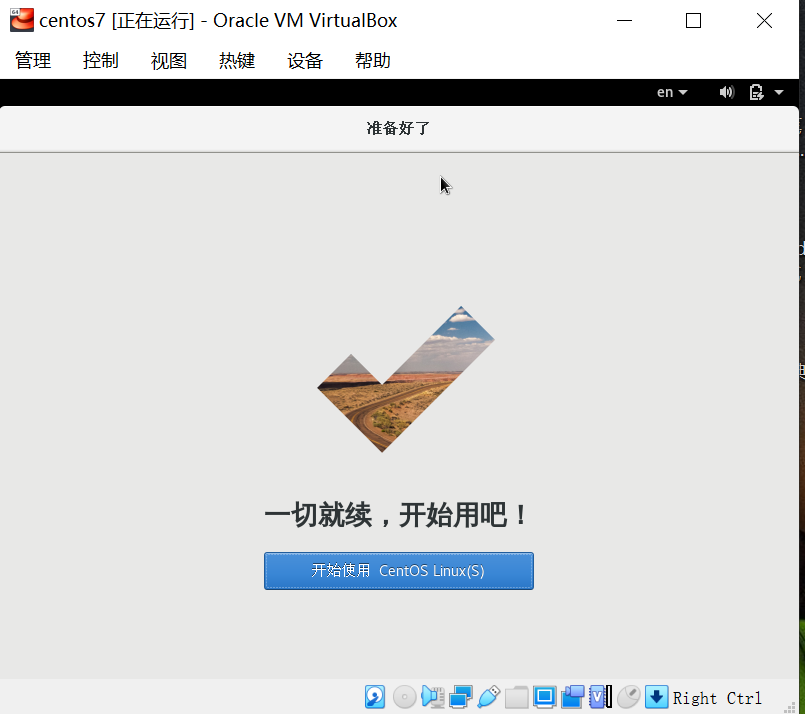 centos7 [正在运行] - Oracle VM VirtualBox
管理 控制 视图 热键 设备 帮助
en
准备好了
一切就绪，开始用吧！
开始使用 CentOS Linux(S)
Right Ctrl